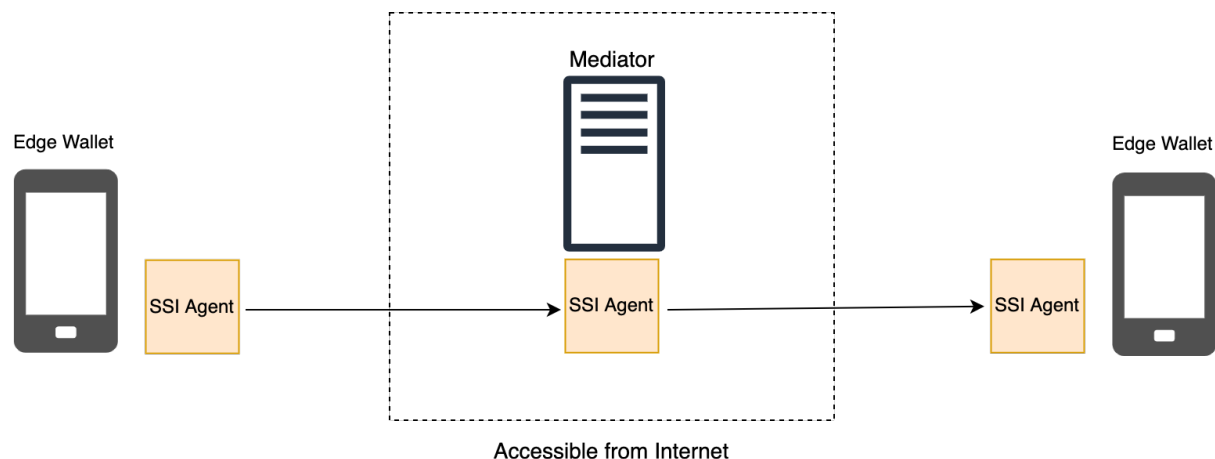 Mediator
Edge Wallet
Edge Wallet
SSI Agent
SSI Agent
SSI Agent
Accessible from Internet